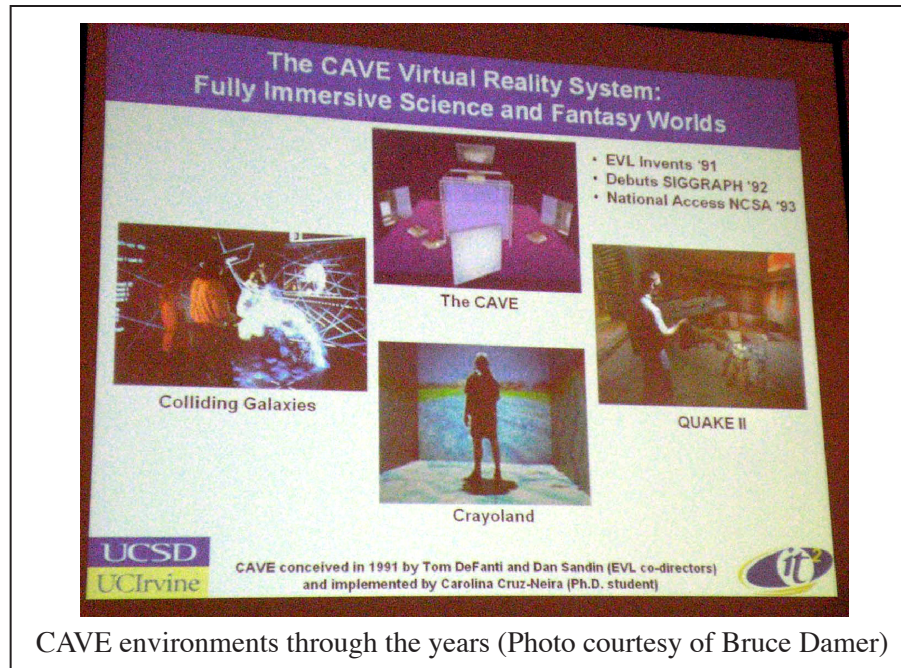 The CAVE Virtual Reality System:
Fully Immersive Science and Fantasy Worlds
• EVL Invents '91
• Debuts SIGGRAPH '92
• National Access NCSA '93
The CAVE
Colliding Galaxies
QUAKE II
Crayoland
UCSD
UCIrvine
CAVE conceived in 1991 by Tom DeFanti and Dan Sandin (EVL co-directors)
and implemented by Carolina Cruz-Neira (Ph.D. student)
it²
CAVE environments through the years (Photo courtesy of Bruce Damer)